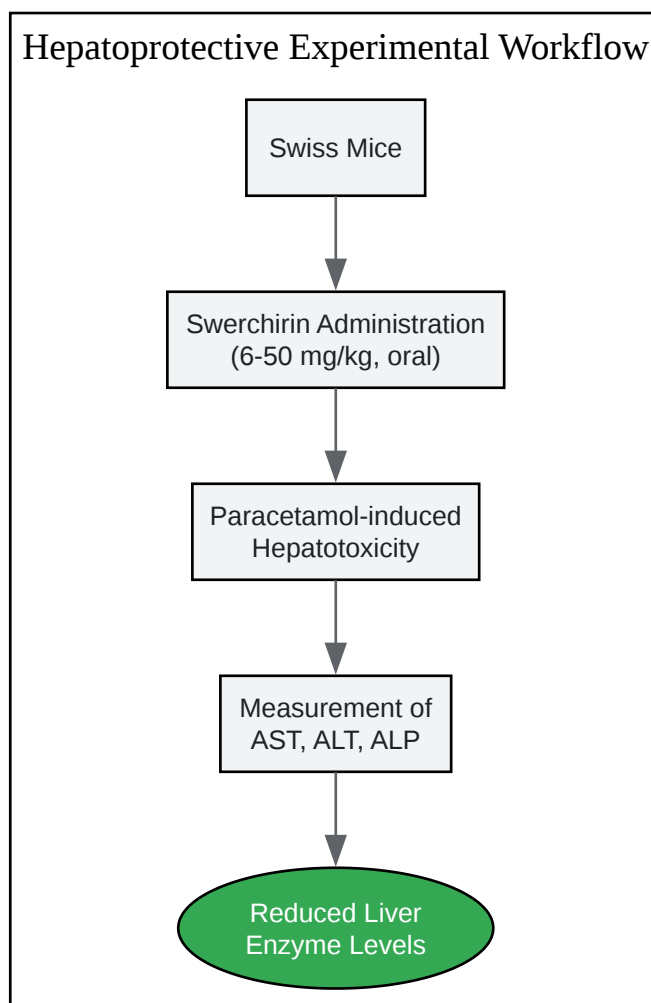 Hepatoprotective Experimental Workflow
Swiss Mice
Swerchirin Administration
(6-50 mg/kg, oral)
Paracetamol-induced
Hepatotoxicity
Measurement of
AST, ALT, ALP
Reduced Liver
Enzyme Levels